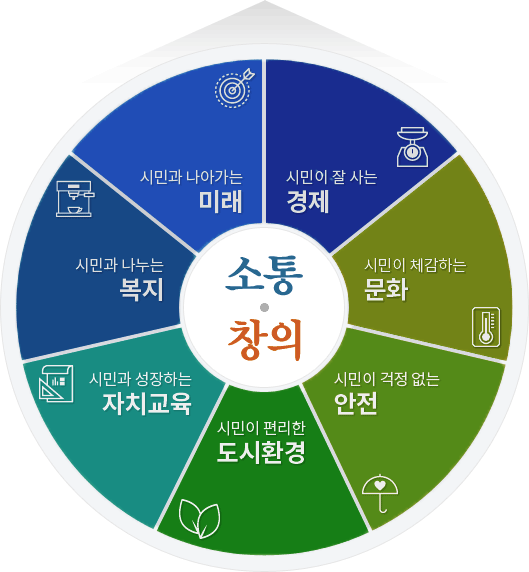 시민과 나아가는
미래
시민이 잘 사는
경제
시민과 나누는
복지
시민이 체감하는
문화
소통
창의
시민과 성장하는
자치교육
시민이 걱정 없는
안전
시민이 편리한
도시환경